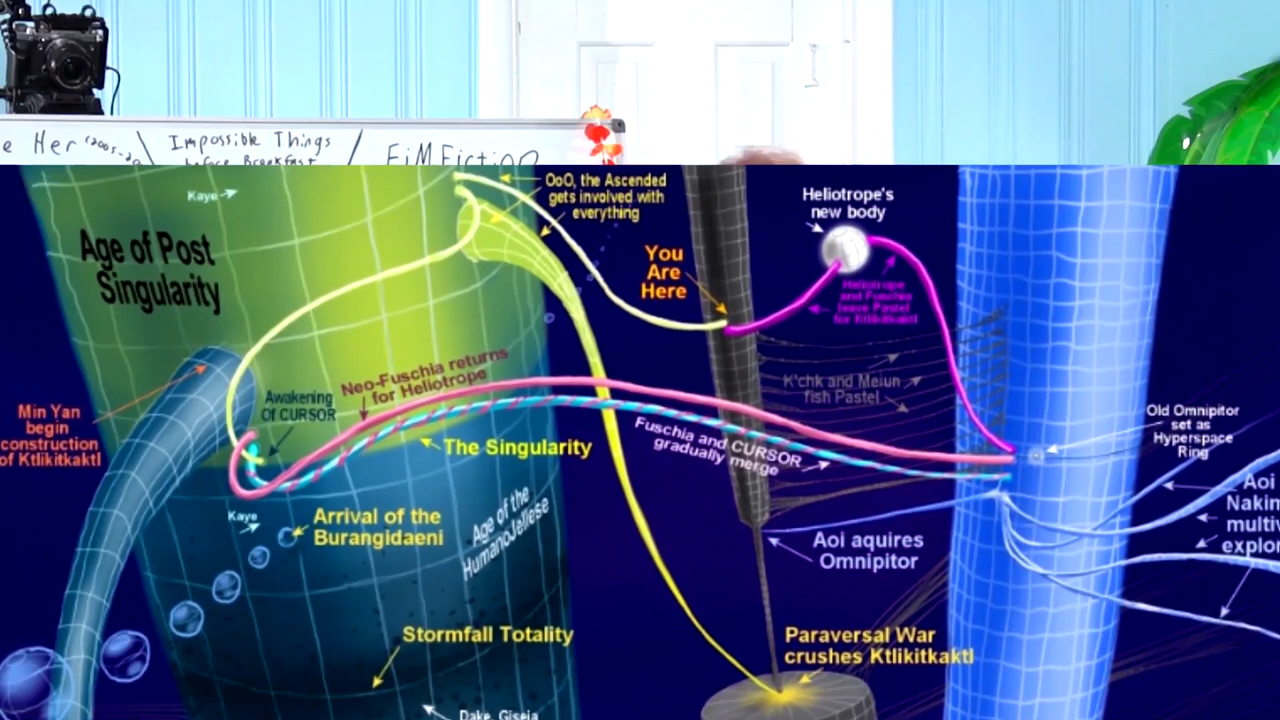 e Her
Impossible Things
before Breakfast
FiMFiction
Kaye
OoO, the Ascended
gets involved with
everything
Heliotrope's
new body
Age of Post
Singularity
You
Are
Here
Heliotrope
and Fuschia
leave Pastel
for Ktlikitkaktl
Neo-Fuschia returns
for Heliotrope
K'chk and Meiun
fish Pastel
Awakening
Of CURSOR
Min Yan
begin
construction
of Ktlikitkaktl
Old Omnipitor
set as
Hyperspace
Ring
The Singularity
Fuschia and CURSOR
gradually merge
Aoi
Nakim
multiv
explor
Kaye
Arrival of the
Burangidaeni
Age of the
HumanoJellese
Aoi aquires
Omnipitor
Stormfall Totality
Paraversal War
crushes Ktlikitkaktl
Dake, Giseia